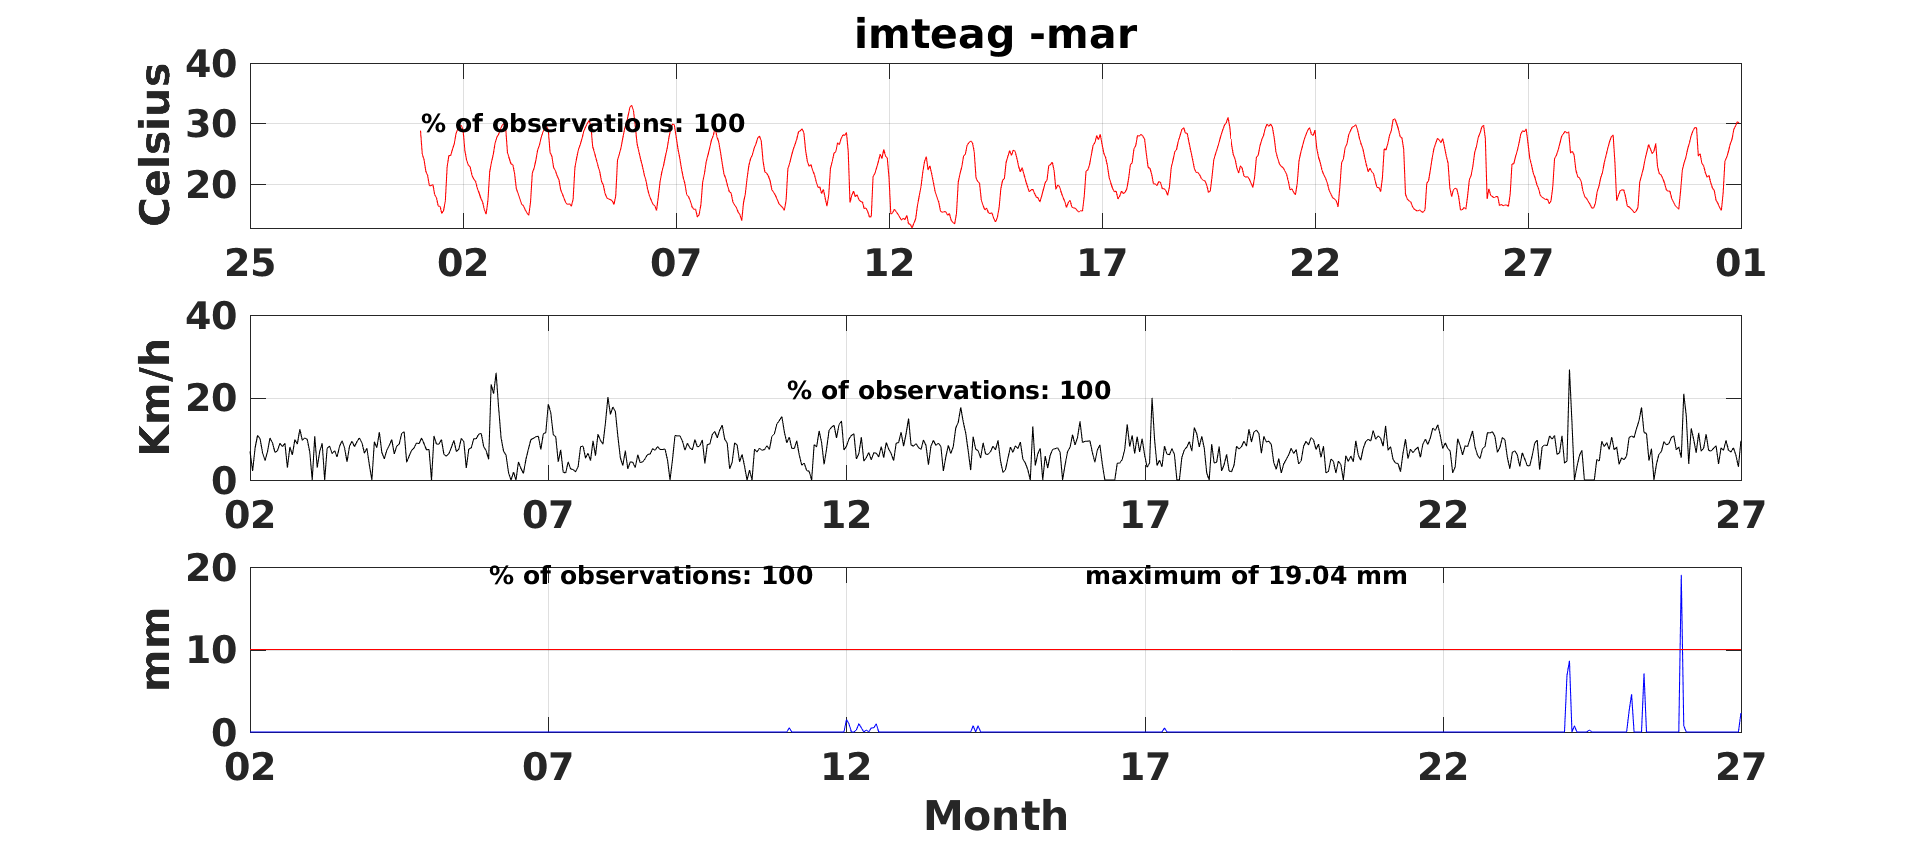 imteag -mar
Celsius
40
30
20
% of observations: 100
25 02 07 12 17 22 27 01
Km/h
40
20
0
% of observations: 100
02 07 12 17 22 27
mm
20
10
0
% of observations: 100 maximum of 19.04 mm
02 07 12 17 22 27
Month